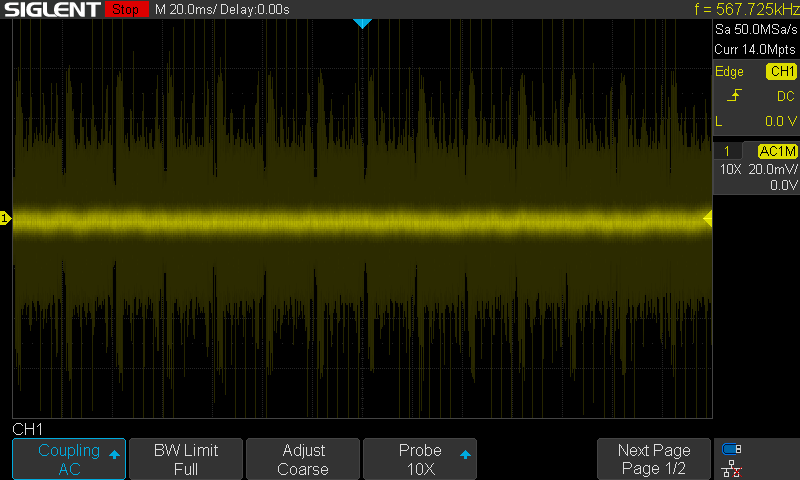 SIGLENT Stop M 20.0ms/ Delay:0.00s f = 567.725kHz
Sa 50.0MSa/s
Curr 14.0Mpts
Edge CH1
DC
L 0.0 V
1 AC1M
10X 20.0mV/
0.0V
1
CH1
Coupling
AC
BW Limit
Full
Adjust
Coarse
Probe
10X
Next Page
Page 1/2